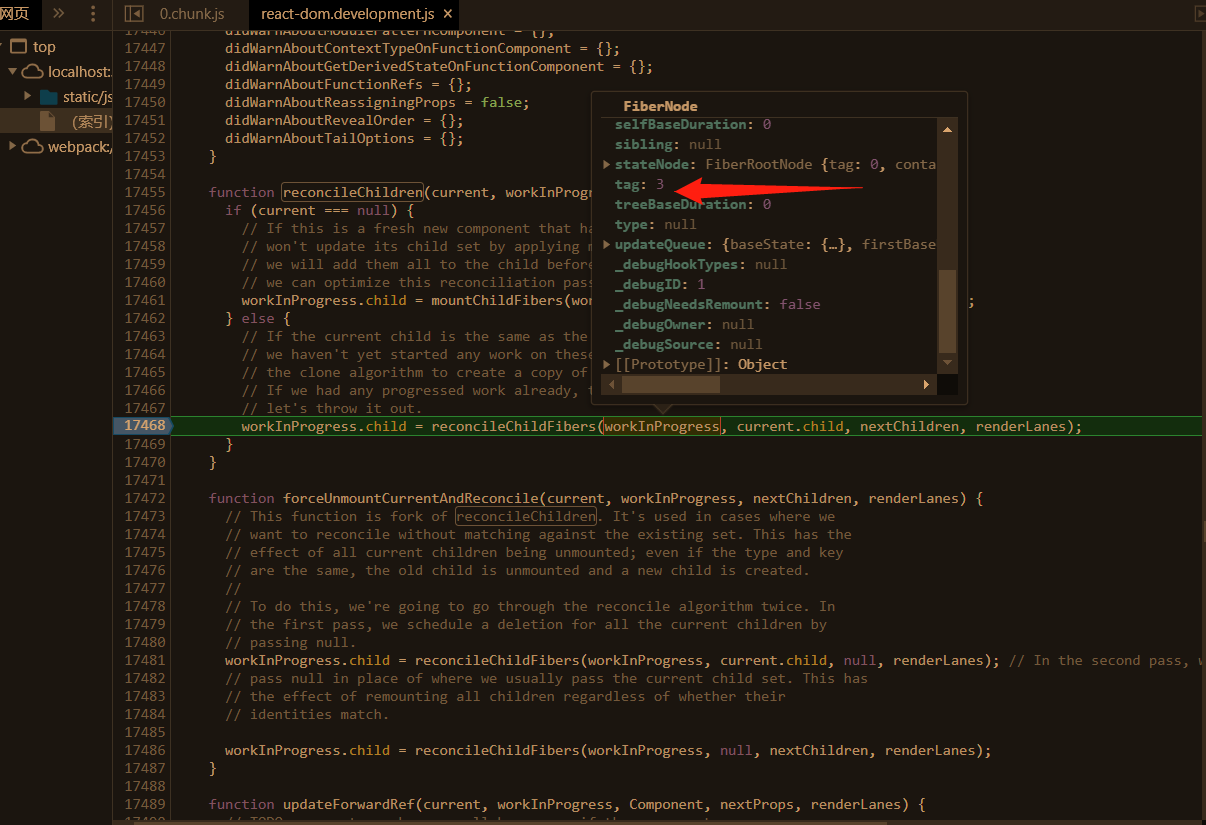 网页 0.chunk.js react-dom.development.js ×
top
localhost:
static/js
(索引)
webpack:/
17446 didWarnAboutModulePatternComponent = {};
17447 didWarnAboutContextTypeOnFunctionComponent = {};
17448 didWarnAboutGetDerivedStateOnFunctionComponent = {};
17449 didWarnAboutFunctionRefs = {};
17450 didWarnAboutReassigningProps = false;
17451 didWarnAboutRevealOrder = {};
17452 didWarnAboutTailOptions = {};
17453 }
17454
17455 function reconcileChildren(current, workInProgr
17456 if (current === null) {
17457 // If this is a fresh new component that ha
17458 // won't update its child set by applying m
17459 // we will add them all to the child before
17460 // we can optimize this reconciliation pass
17461 workInProgress.child = mountChildFibers(wor ;
17462 } else {
17463 // If the current child is the same as the
17464 // we haven't yet started any work on these
17465 // the clone algorithm to create a copy of
17466 // If we had any progressed work already, t
17467 // let's throw it out.
17468 workInProgress.child = reconcileChildFibers(workInProgress, current.child, nextChildren, renderLanes);
17469 }
17470 }
17471
17472 function forceUnmountCurrentAndReconcile(current, workInProgress, nextChildren, renderLanes) {
17473 // This function is fork of reconcileChildren. It's used in cases where we
17474 // want to reconcile without matching against the existing set. This has the
17475 // effect of all current children being unmounted; even if the type and key
17476 // are the same, the old child is unmounted and a new child is created.
17477 //
17478 // To do this, we're going to go through the reconcile algorithm twice. In
17479 // the first pass, we schedule a deletion for all the current children by
17480 // passing null.
17481 workInProgress.child = reconcileChildFibers(workInProgress, current.child, null, renderLanes); // In the second pass, w
17482 // pass null in place of where we usually pass the current child set. This has
17483 // the effect of remounting all children regardless of whether their
17484 // identities match.
17485
17486 workInProgress.child = reconcileChildFibers(workInProgress, null, nextChildren, renderLanes);
17487 }
17488
17489 function updateForwardRef(current, workInProgress, Component, nextProps, renderLanes) {
FiberNode
selfBaseDuration: 0
sibling: null
stateNode: FiberRootNode {tag: 0, conta
tag: 3
treeBaseDuration: 0
type: null
updateQueue: {baseState: {…}, firstBase
_debugHookTypes: null
_debugID: 1
_debugNeedsRemount: false
_debugOwner: null
_debugSource: null
[[Prototype]]: Object